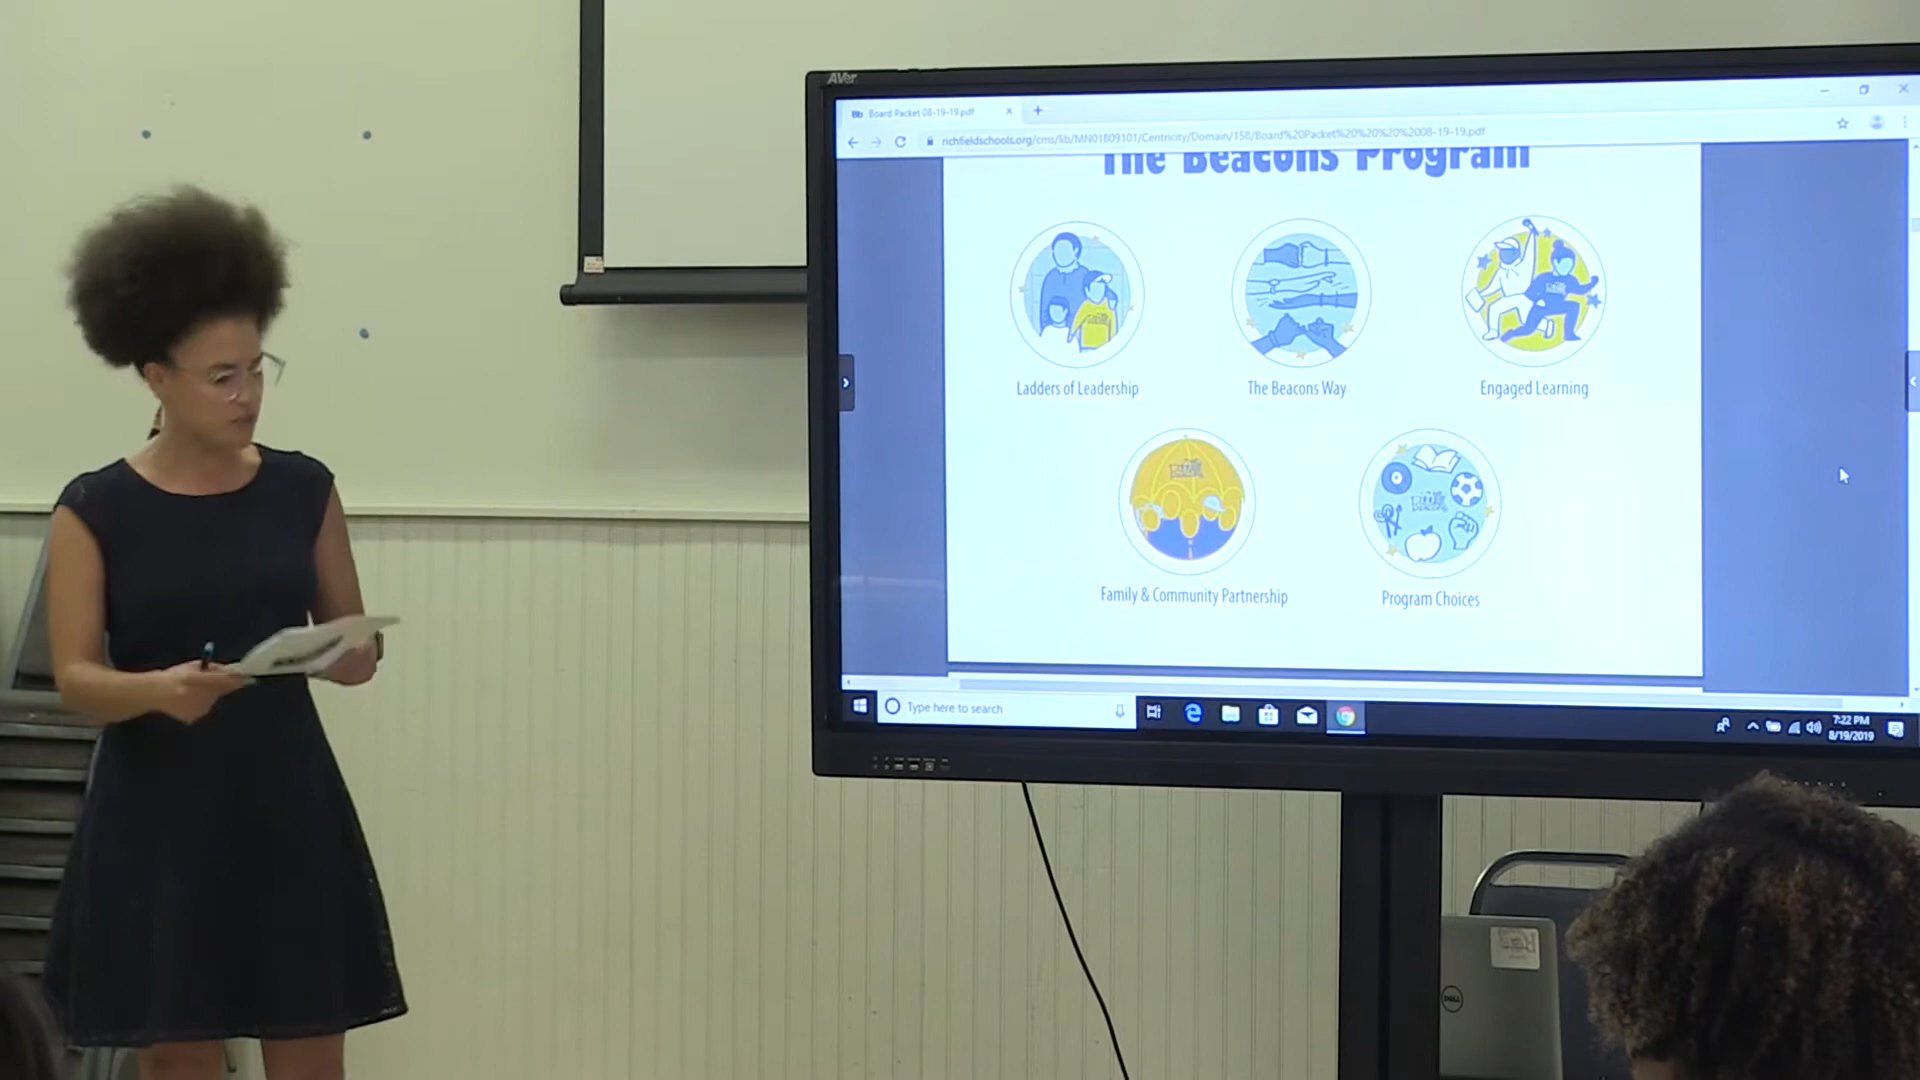 AVer
Board Packet 08-19-19.pdf
richfieldschools.org/cms/lib/MN01809101/Centricity/Domain/158/Board%20Packet%20%20%20%2008-19-19.pdf
The Beacons Program
Ladders of Leadership
The Beacons Way
Engaged Learning
Family & Community Partnership
Program Choices
Type here to search
7:22 PM
8/19/2019
DELL